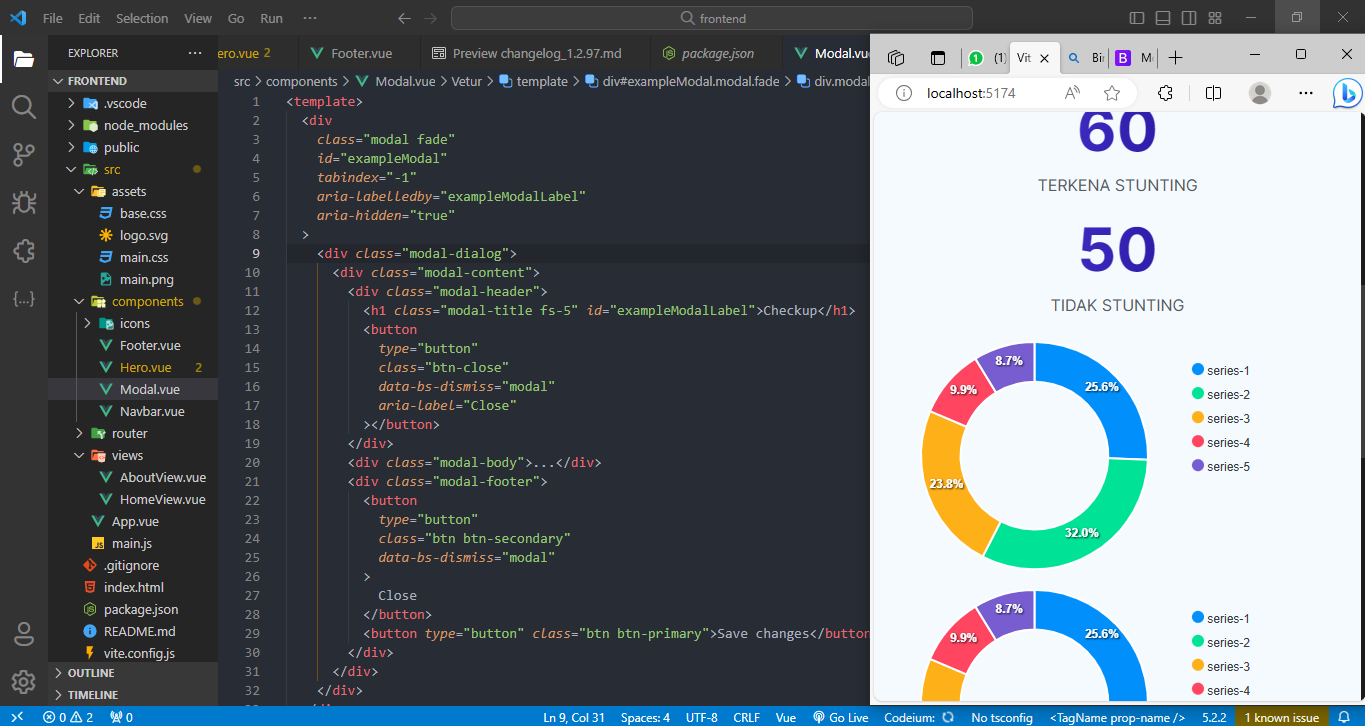 File Edit Selection View Go Run ··· frontend
EXPLORER ···
FRONTEND
.vscode
node_modules
public
src
assets
base.css
logo.svg
main.css
main.png
components
icons
Footer.vue
Hero.vue 2
Modal.vue
Navbar.vue
router
views
AboutView.vue
HomeView.vue
App.vue
main.js
.gitignore
index.html
package.json
README.md
vite.config.js
OUTLINE
TIMELINE
ero.vue 2 Footer.vue Preview changelog_1.2.97.md package.json Modal.vue
src > components > Modal.vue > Vetur > template > div#exampleModal.modal.fade > div.modal
1 <template>
2 <div
3 class="modal fade"
4 id="exampleModal"
5 tabindex="-1"
6 aria-labelledby="exampleModalLabel"
7 aria-hidden="true"
8 >
9 <div class="modal-dialog">
10 <div class="modal-content">
11 <div class="modal-header">
12 <h1 class="modal-title fs-5" id="exampleModalLabel">Checkup</h1>
13 <button
14 type="button"
15 class="btn-close"
16 data-bs-dismiss="modal"
17 aria-label="Close"
18 ></button>
19 </div>
20 <div class="modal-body">...</div>
21 <div class="modal-footer">
22 <button
23 type="button"
24 class="btn btn-secondary"
25 data-bs-dismiss="modal"
26 >
27 Close
28 </button>
29 <button type="button" class="btn btn-primary">Save changes</button
30 </div>
31 </div>
32 </div>
(1) Vit Bi M
localhost:5174
60
TERKENA STUNTING
50
TIDAK STUNTING
8.7%
25.6%
9.9%
23.8%
32.0%
series-1
series-2
series-3
series-4
series-5
8.7%
25.6%
9.9%
series-1
series-2
series-3
series-4
0 2 0 Ln 9, Col 31 Spaces: 4 UTF-8 CRLF Vue Go Live Codeium: No tsconfig <TagName prop-name /> 5.2.2 1 known issue